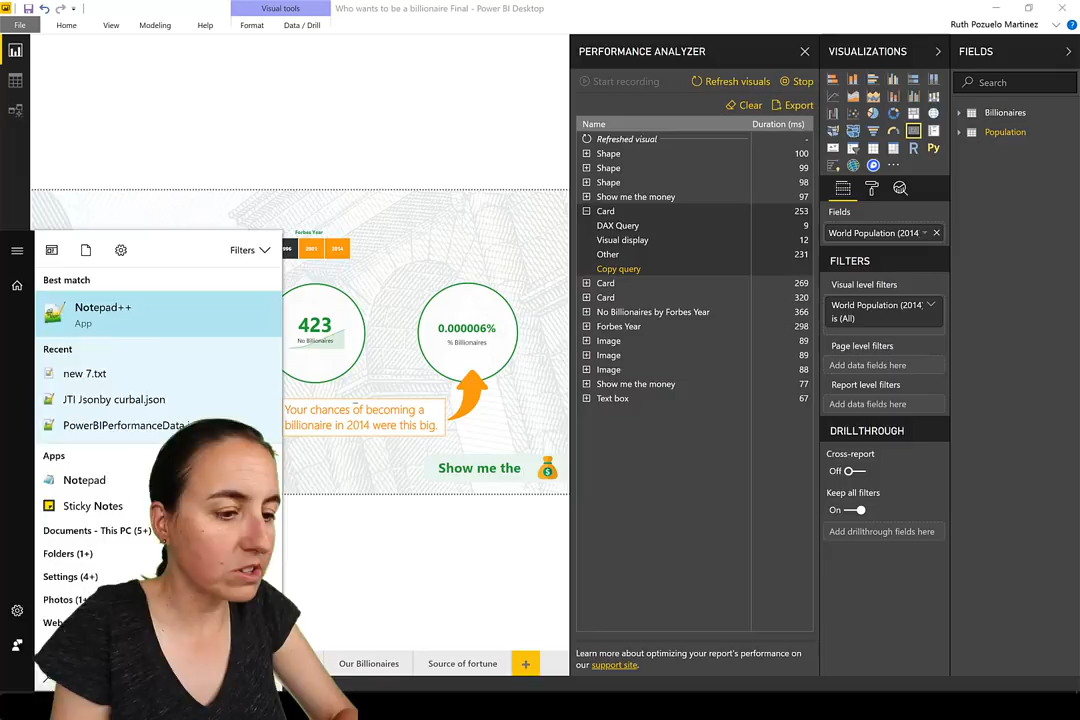 Visual tools
Who wants to be a billionaire Final - Power BI Desktop
Ruth Pozuelo Martinez
File
Home
View
Modeling
Help
Format
Data / Drill
PERFORMANCE ANALYZER
Start recording
Refresh visuals
Stop
Clear
Export
Name
Duration (ms)
Refreshed visual
-
Shape
100
Shape
99
Shape
98
Show me the money
97
Card
253
DAX Query
9
Visual display
12
Other
231
Copy query
Card
269
Card
320
No Billionaires by Forbes Year
366
Forbes Year
298
Image
89
Image
89
Image
88
Show me the money
77
Text box
67
Learn more about optimizing your report's performance on
our support site.
VISUALIZATIONS
R
Py
Fields
World Population (2014
FILTERS
Visual level filters
World Population (2014)
is (All)
Page level filters
Add data fields here
Report level filters
Add data fields here
DRILLTHROUGH
Cross-report
Off
Keep all filters
On
Add drillthrough fields here
FIELDS
Search
Billionaires
Population
Forbes Year
996
2001
2014
423
No Billionaires
0.000006%
% Billionaires
Your chances of becoming a
billionaire in 2014 were this big.
Show me the
Our Billionaires
Source of fortune
Filters
Best match
Notepad++
App
Recent
new 7.txt
JTI Jsonby curbal.json
PowerBIPerformanceData
Apps
Notepad
Sticky Notes
Documents - This PC (5+)
Folders (1+)
Settings (4+)
Photos (1+
Web